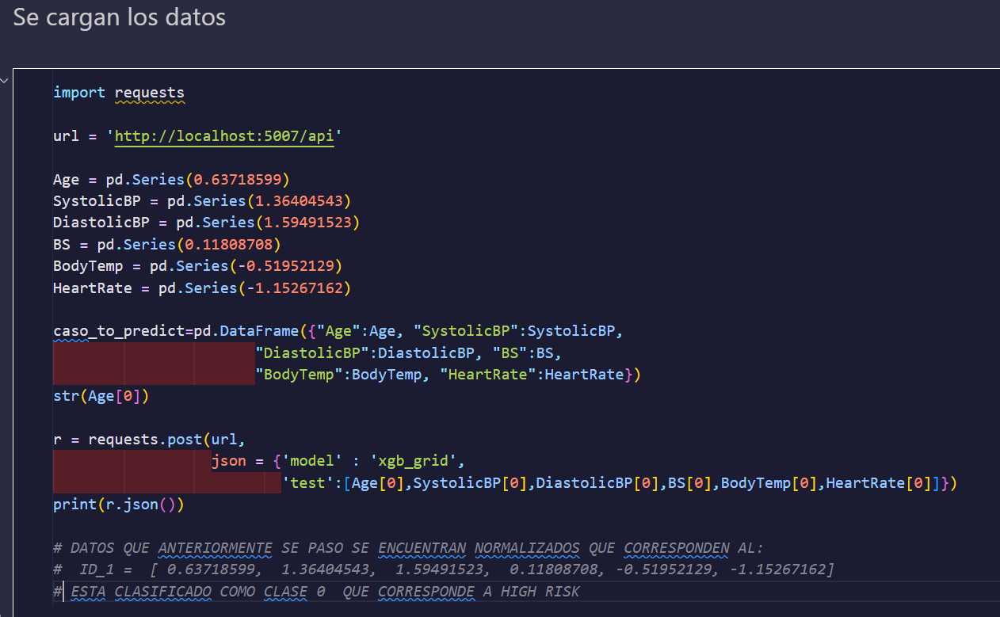 Se cargan los datos
import requests
url = 'http://localhost:5007/api'
Age = pd.Series(0.63718599)
SystolicBP = pd.Series(1.36404543)
DiastolicBP = pd.Series(1.59491523)
BS = pd.Series(0.11808708)
BodyTemp = pd.Series(-0.51952129)
HeartRate = pd.Series(-1.15267162)
caso_to_predict=pd.DataFrame({"Age":Age, "SystolicBP":SystolicBP,
"DiastolicBP":DiastolicBP, "BS":BS,
"BodyTemp":BodyTemp, "HeartRate":HeartRate})
str(Age[0])
r = requests.post(url,
json = {'model' : 'xgb_grid',
'test':[Age[0],SystolicBP[0],DiastolicBP[0],BS[0],BodyTemp[0],HeartRate[0]]})
print(r.json())
# DATOS QUE ANTERIORMENTE SE PASO SE ENCUENTRAN NORMALIZADOS QUE CORRESPONDEN AL:
#  ID_1 =  [ 0.63718599,  1.36404543,  1.59491523,  0.11808708, -0.51952129, -1.15267162]
# ESTA CLASIFICADO COMO CLASE 0  QUE CORRESPONDE A HIGH RISK